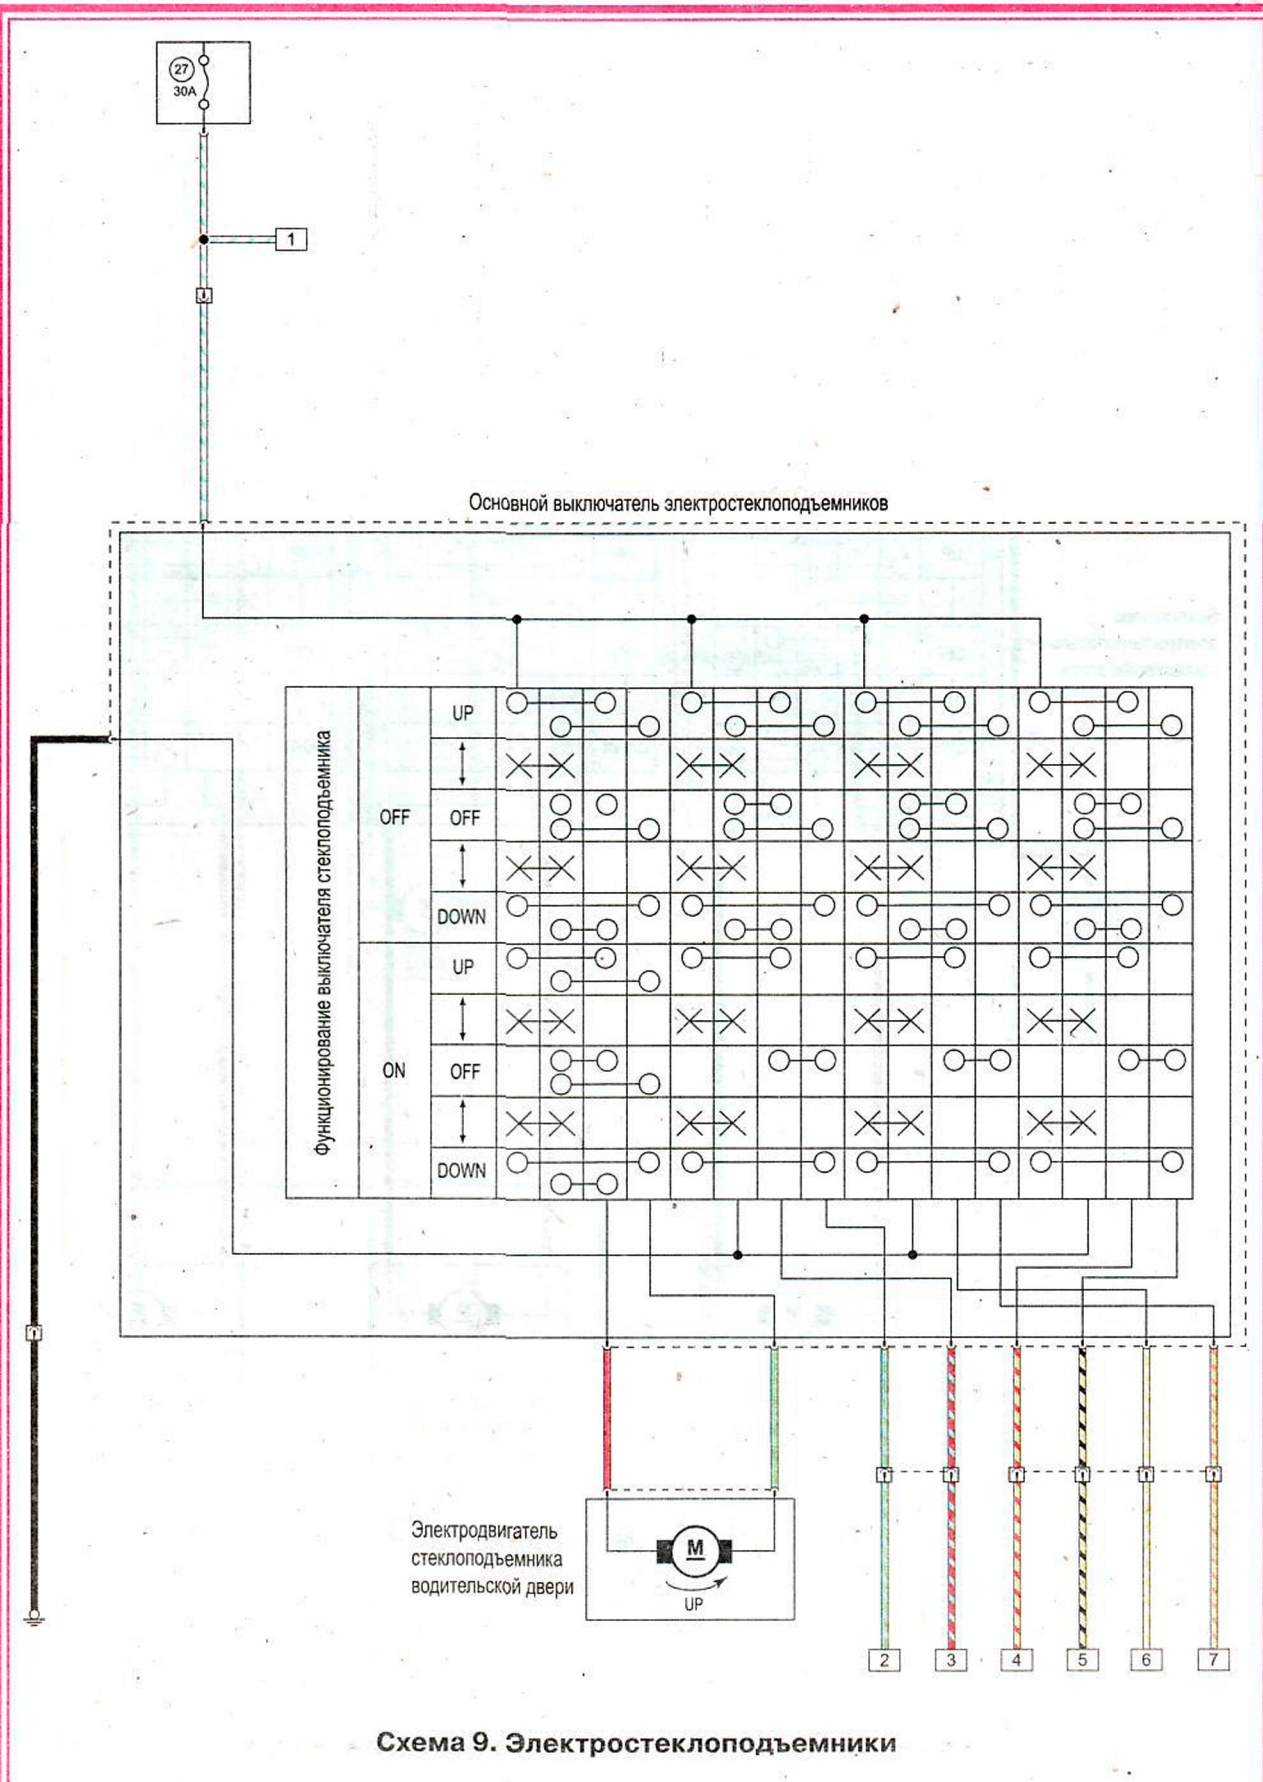 27
30A
1
Основной выключатель электростеклоподъемников
Функционирование выключателя стеклоподъемника
OFF
UP
OFF
DOWN
ON
UP
OFF
DOWN
Электродвигатель
стеклоподъемника
водительской двери
M
UP
2 3 4 5 6 7
Схема 9. Электростеклоподъемники